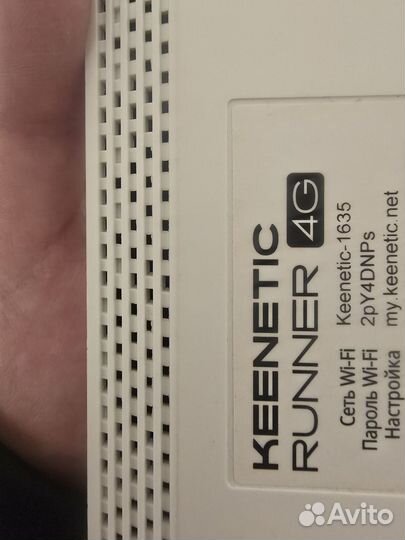 KEENETIC
RUNNER 4G
Сеть Wi-Fi Keenetic-1635
Пароль Wi-Fi 2pY4DNPs
Настройка my.keenetic.net
Avito